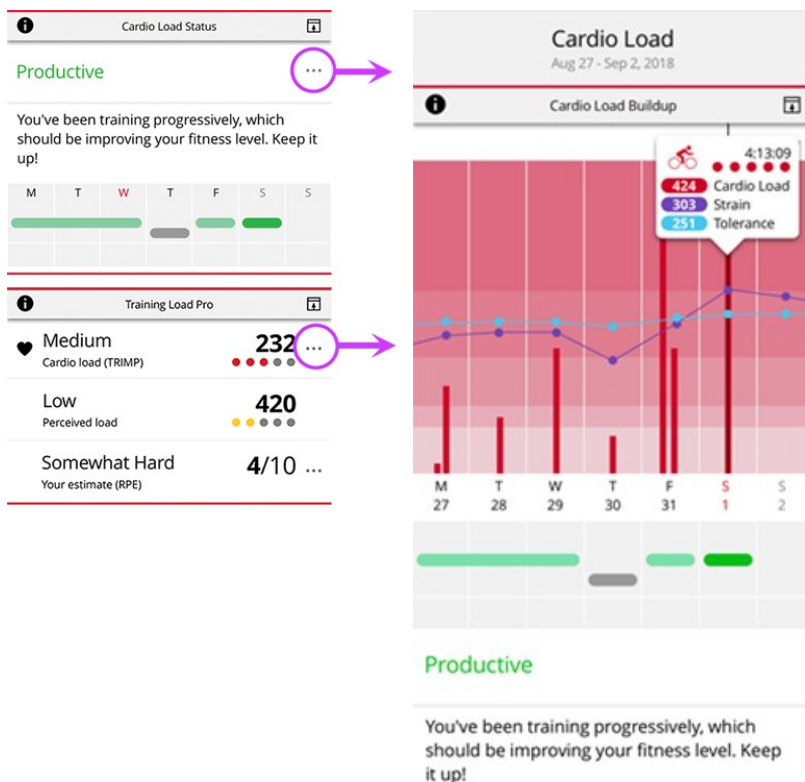 Cardio Load Status
Productive
You've been training progressively, which
should be improving your fitness level. Keep it
up!
M T W T F S S
Training Load Pro
Medium 232
Cardio load (TRIMP)
Low 420
Perceived load
Somewhat Hard 4/10
Your estimate (RPE)
Cardio Load
Aug 27 - Sep 2, 2018
Cardio Load Buildup
4:13:09
424 Cardio Load
303 Strain
251 Tolerance
M T W T F S S
27 28 29 30 31 1 2
Productive
You've been training progressively, which
should be improving your fitness level. Keep
it up!